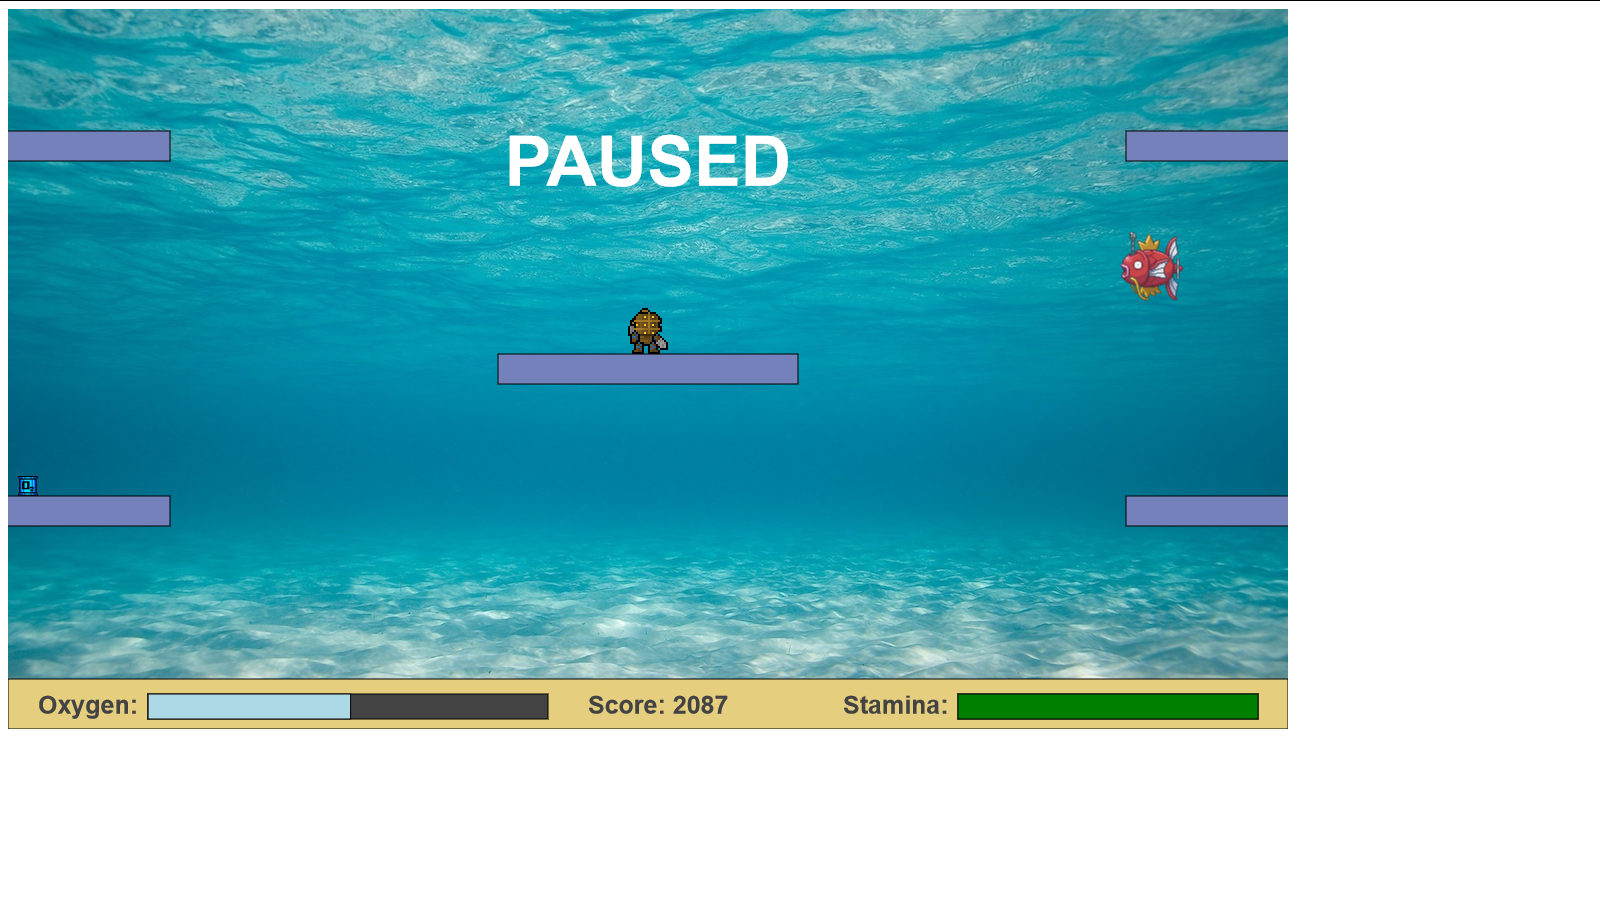 PAUSED
Oxygen: Score: 2087 Stamina: